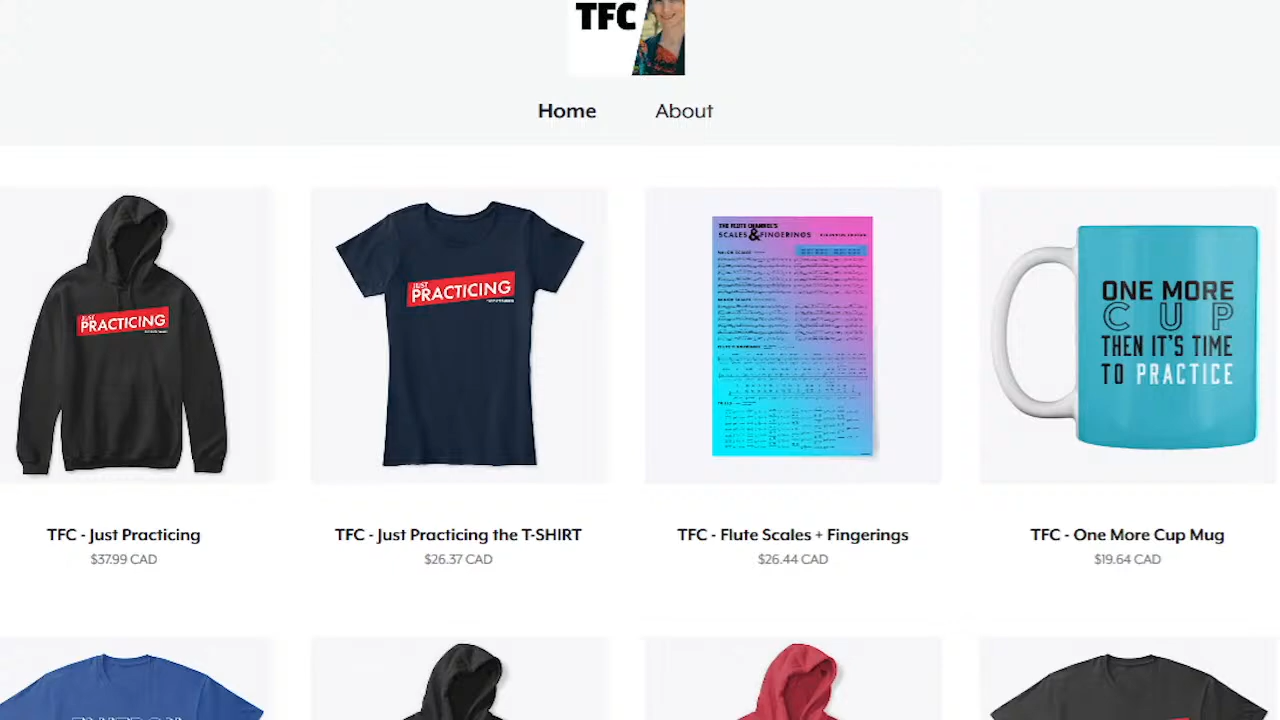 TFC
Home
About
JUST
PRACTICING
JUST
PRACTICING
THE FLUTE CHANNEL'S
SCALES & FINGERINGS
ONE MORE
CUP
THEN IT'S TIME
TO PRACTICE
TFC - Just Practicing
$37.99 CAD
TFC - Just Practicing the T-SHIRT
$26.37 CAD
TFC - Flute Scales + Fingerings
$26.44 CAD
TFC - One More Cup Mug
$19.64 CAD